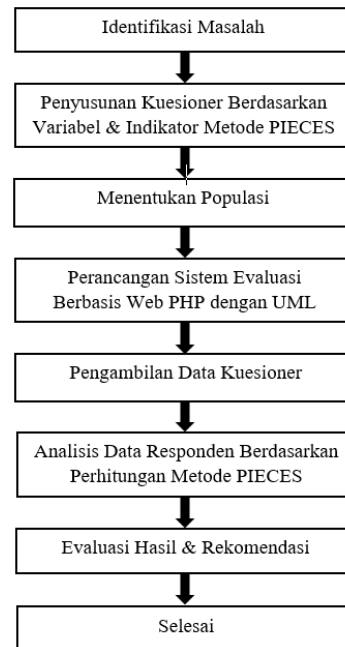 Identifikasi Masalah
Penyusunan Kuesioner Berdasarkan
Variabel & Indikator Metode PIECES
Menentukan Populasi
Perancangan Sistem Evaluasi
Berbasis Web PHP dengan UML
Pengambilan Data Kuesioner
Analisis Data Responden Berdasarkan
Perhitungan Metode PIECES
Evaluasi Hasil & Rekomendasi
Selesai